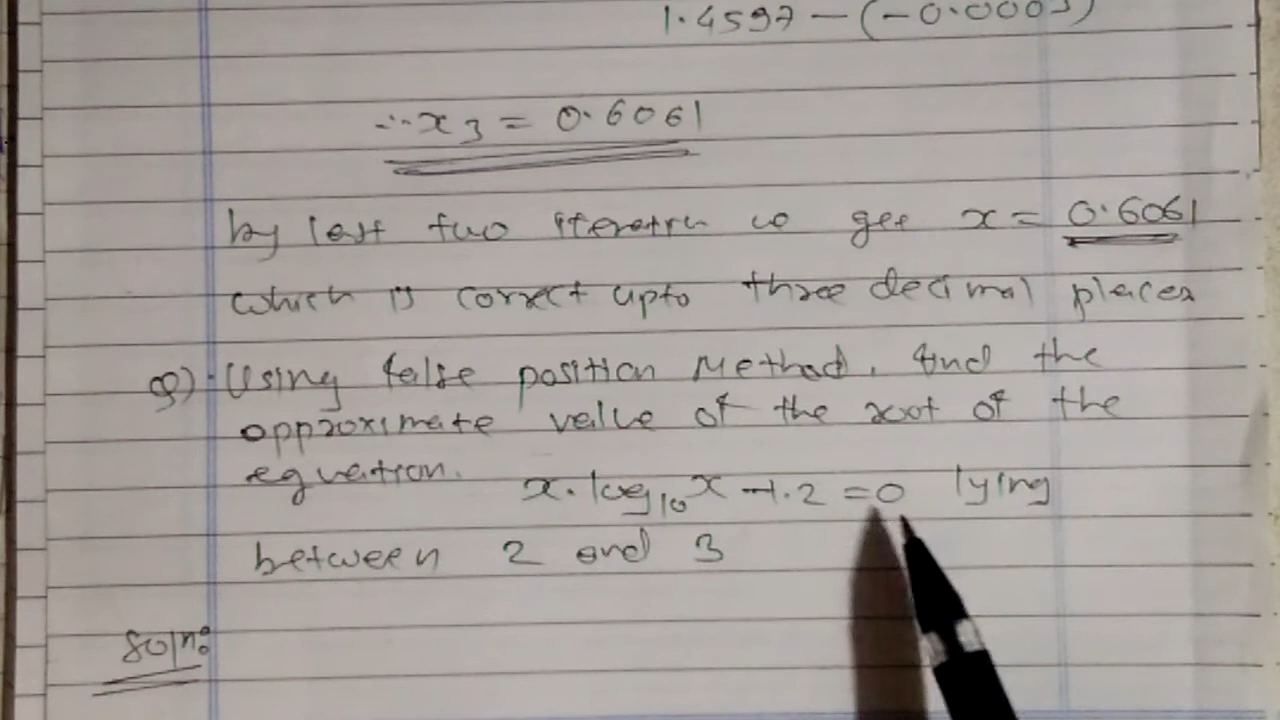 1.4597 - (-0.0005)
∴ x3 = 0.6061
by last two iteration we get x = 0.6061
which is correct upto three decimal places
Q) Using false position Method, find the
approximate value of the root of the
equation.
x. log10 x -1.2 = 0 lying
between 2 and 3
Soln: